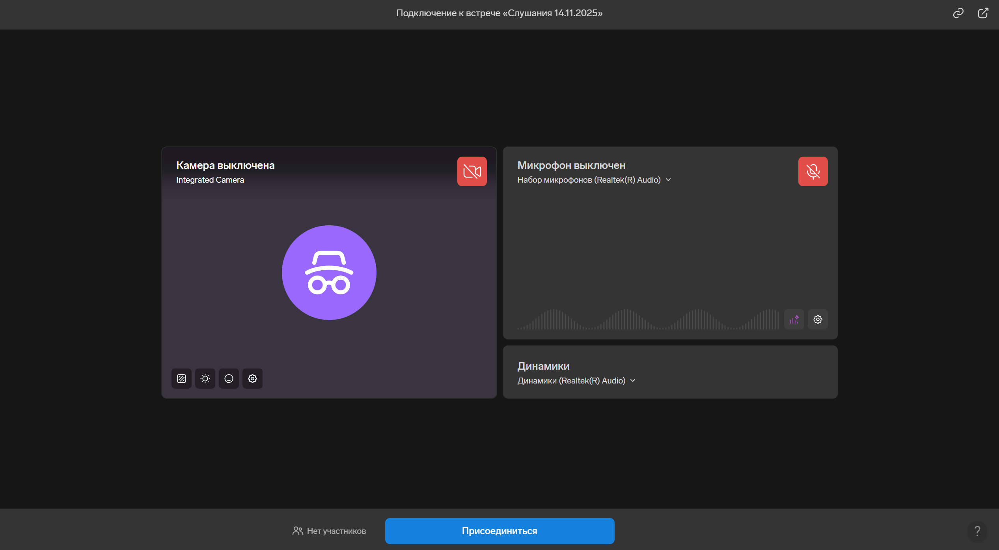 Подключение к встрече «Слушания 14.11.2025»
Камера выключена
Integrated Camera
Микрофон выключен
Набор микрофонов (Realtek(R) Audio)
Динамики
Динамики (Realtek(R) Audio)
Нет участников
Присоединиться
?